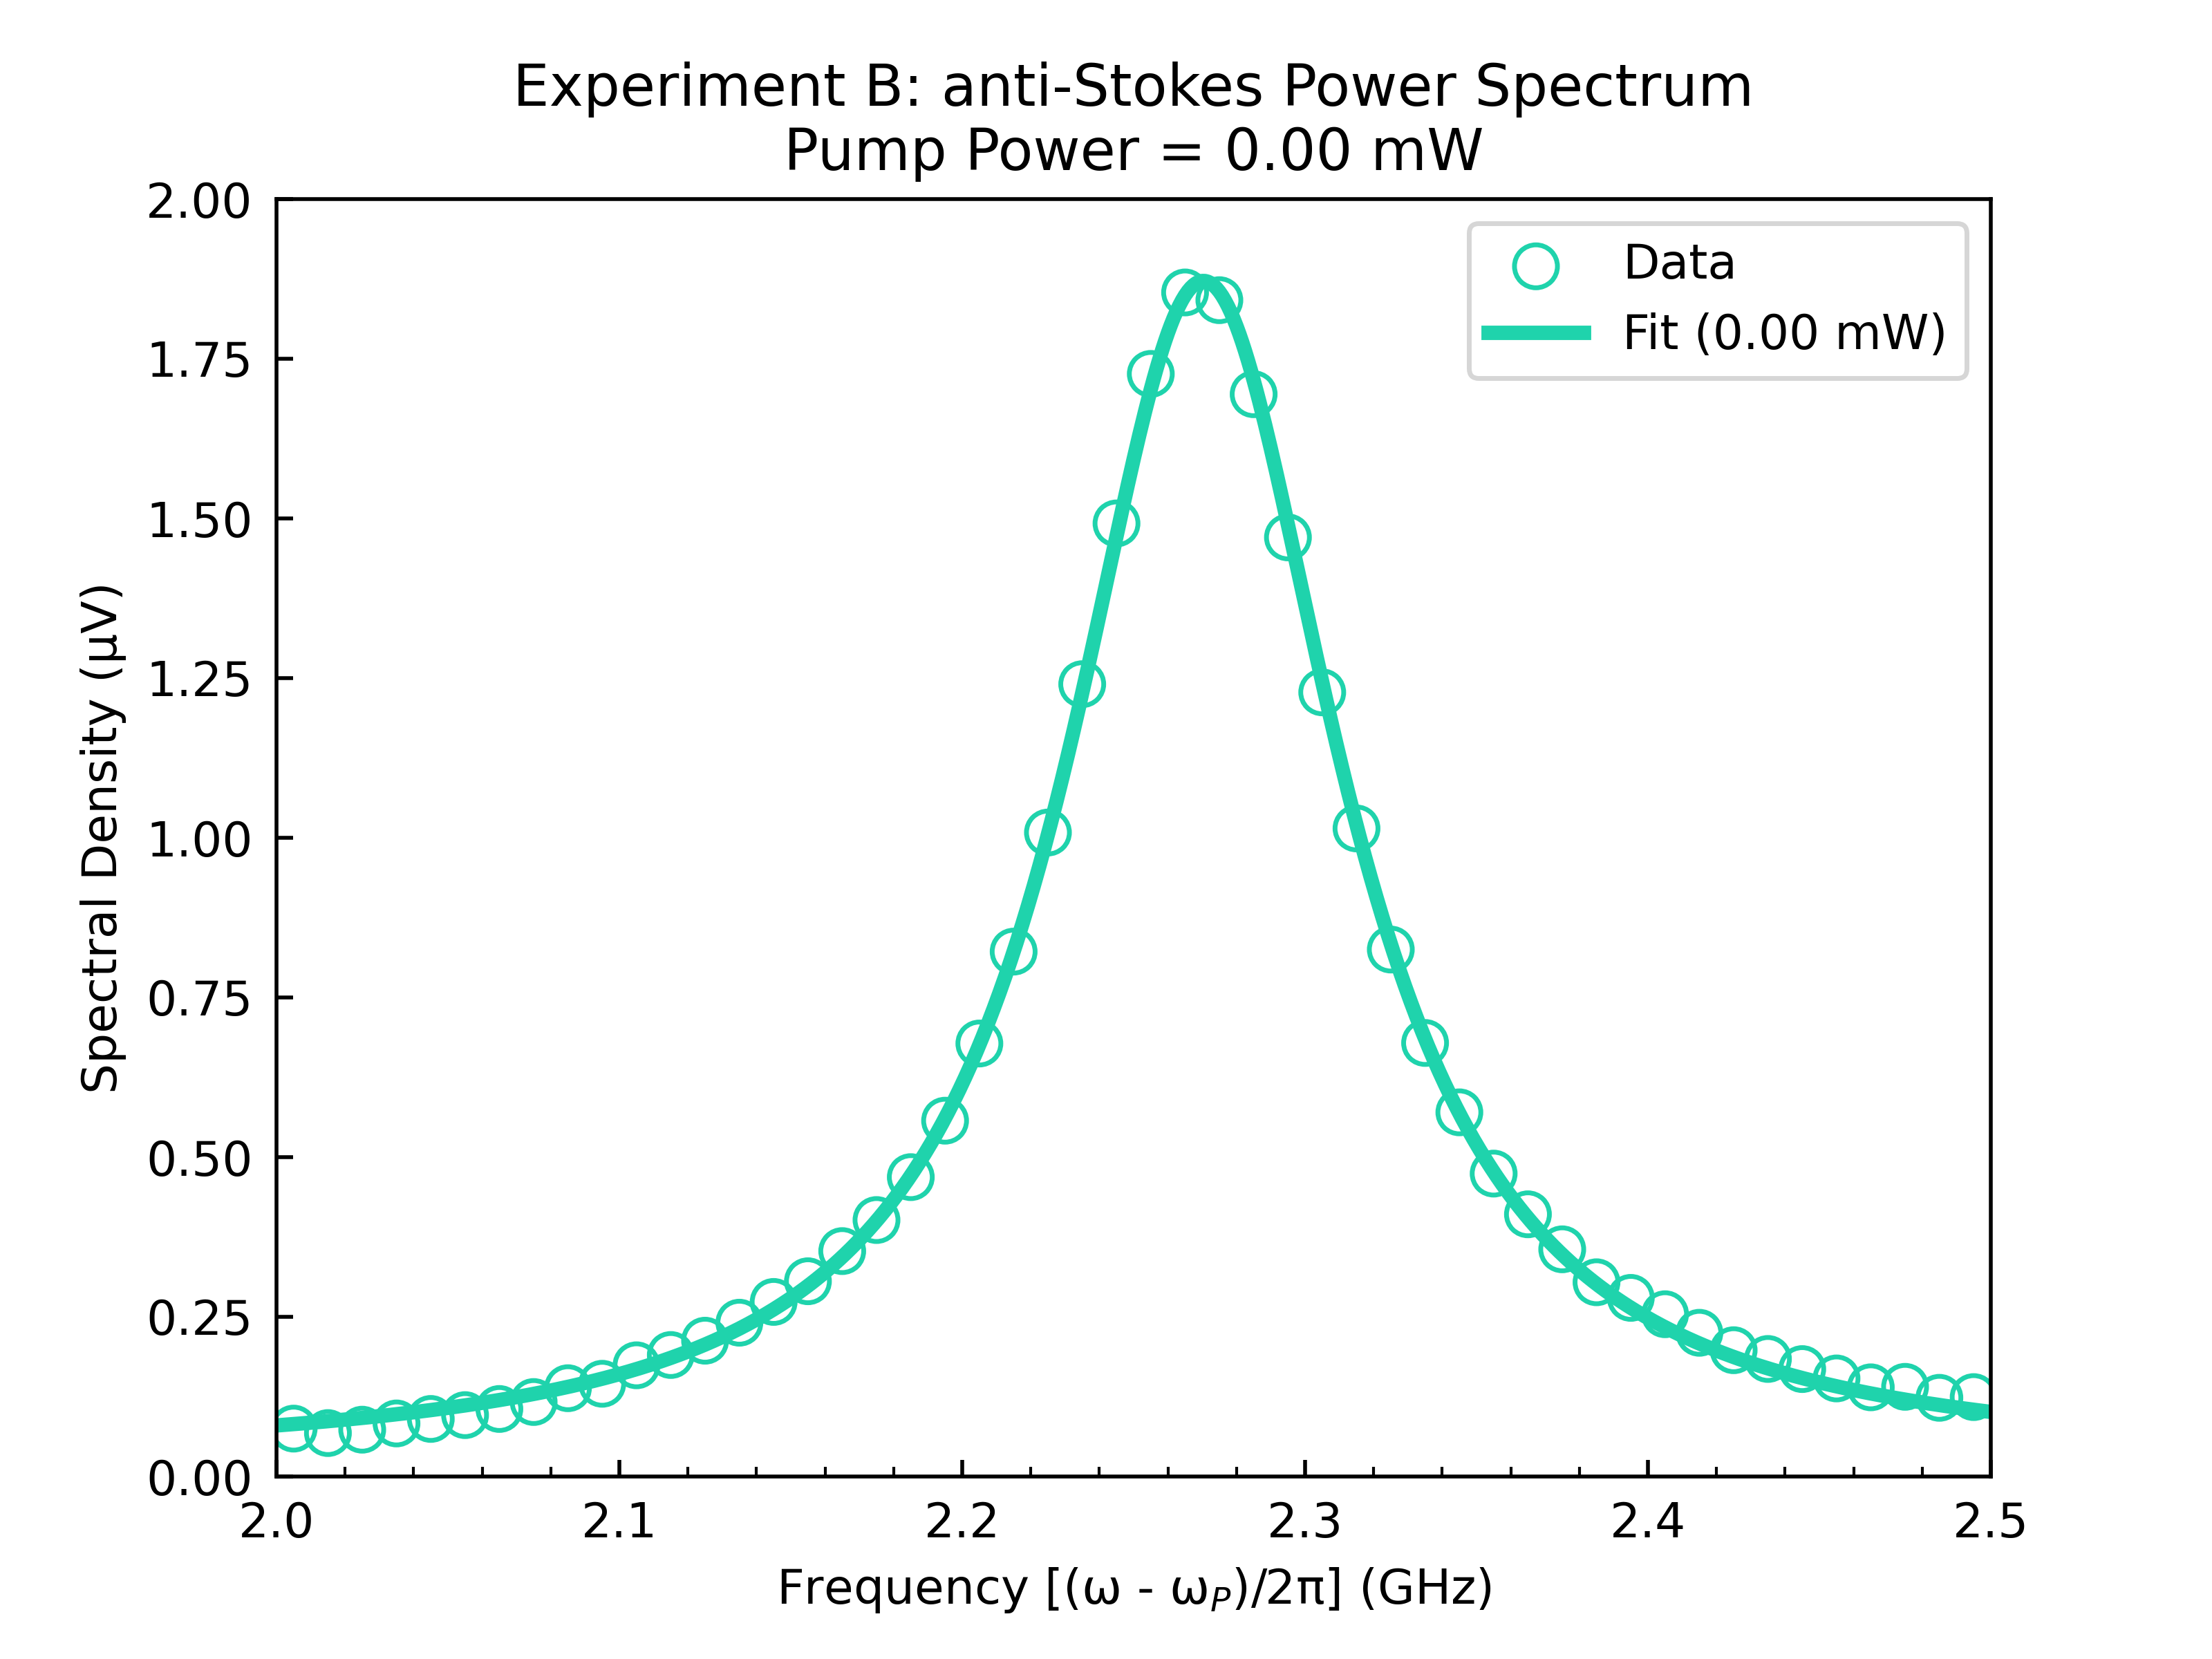 Experiment B: anti-Stokes Power Spectrum
Pump Power = 0.00 mW
Data
Fit (0.00 mW)
Spectral Density (µV)
2.00
1.75
1.50
1.25
1.00
0.75
0.50
0.25
0.00
2.0 2.1 2.2 2.3 2.4 2.5
Frequency [(ω - ω_P)/2π] (GHz)